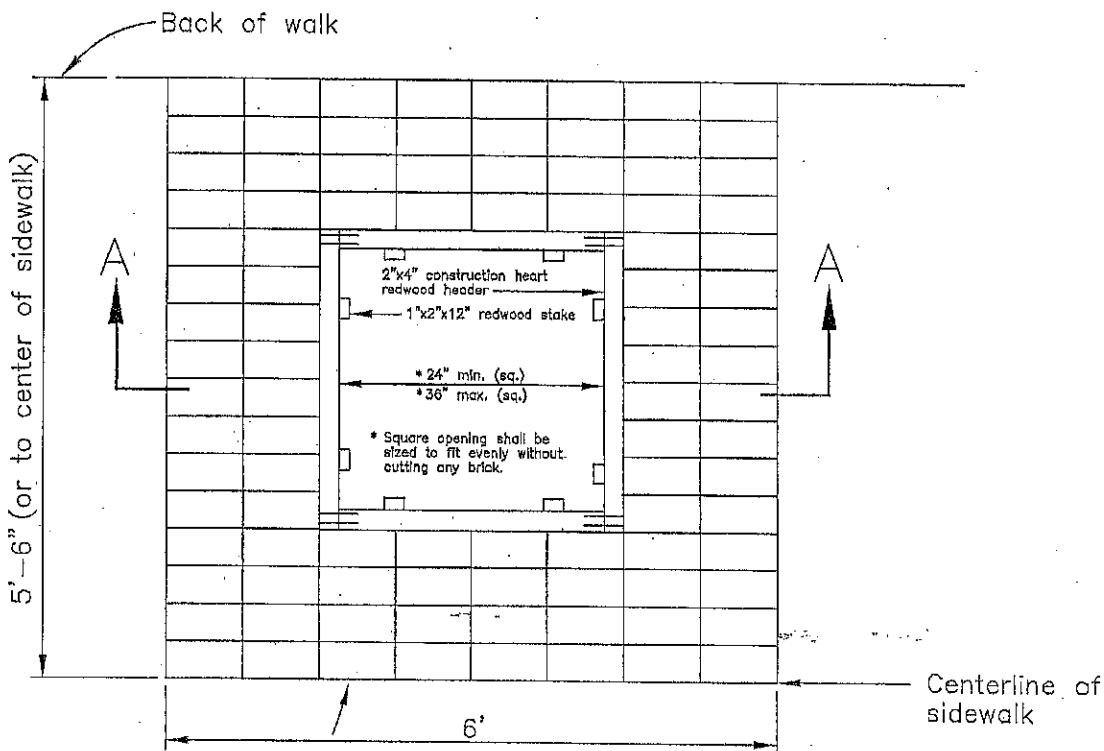 Back of walk
5'-6" (or to center of sidewalk)
A
A
2"x4" construction heart
redwood header
1"x2"x12" redwood stake
*24" min. (sq.)
*36" max. (sq.)
* Square opening shall be
sized to fit evenly without
cutting any brick.
6'
Centerline of
sidewalk